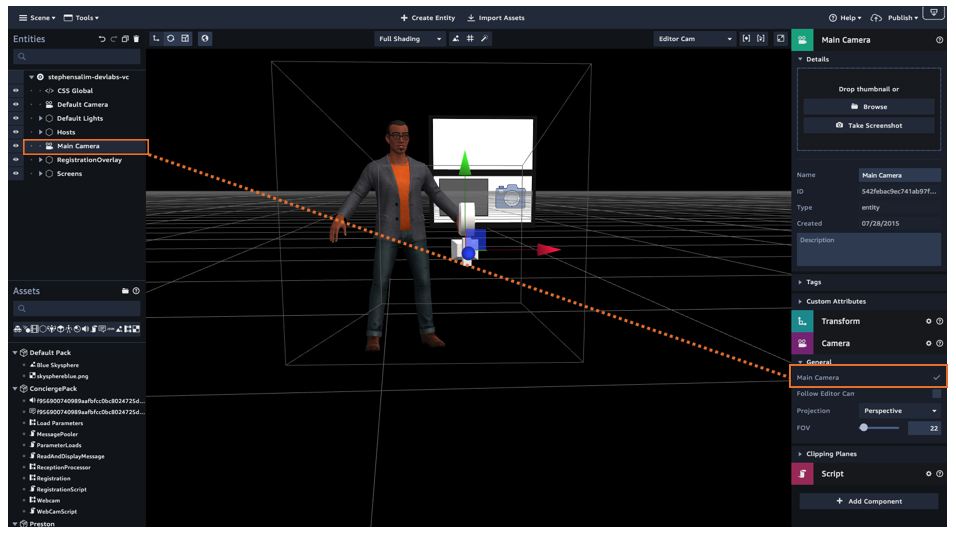 Scene
Tools
Create Entity
Import Assets
Help
Publish
Entities
Full Shading
Editor Cam
Main Camera
stephensalim-devlabs-vc
CSS Global
Default Camera
Default Lights
Hosts
Main Camera
RegistrationOverlay
Screens
Details
Drop thumbnail or
Browse
Take Screenshot
Name Main Camera
ID 542febac9ec741ab97f...
Type entity
Created 07/28/2015
Description
Tags
Custom Attributes
Transform
Camera
General
Main Camera
Follow Editor Cam
Projection Perspective
FOV 22
Clipping Planes
Script
+ Add Component
Assets
Default Pack
Blue Skysphere
skysphereblue.png
ConciergePack
f956900740989aafbfcc0bc8024725d...
f956900740989aafbfcc0bc8024725d...
Load Parameters
MessagePooler
ParameterLoads
ReadAndDisplayMessage
ReceptionProcessor
Registration
RegistrationScript
Webcam
WebCamScript
Preston